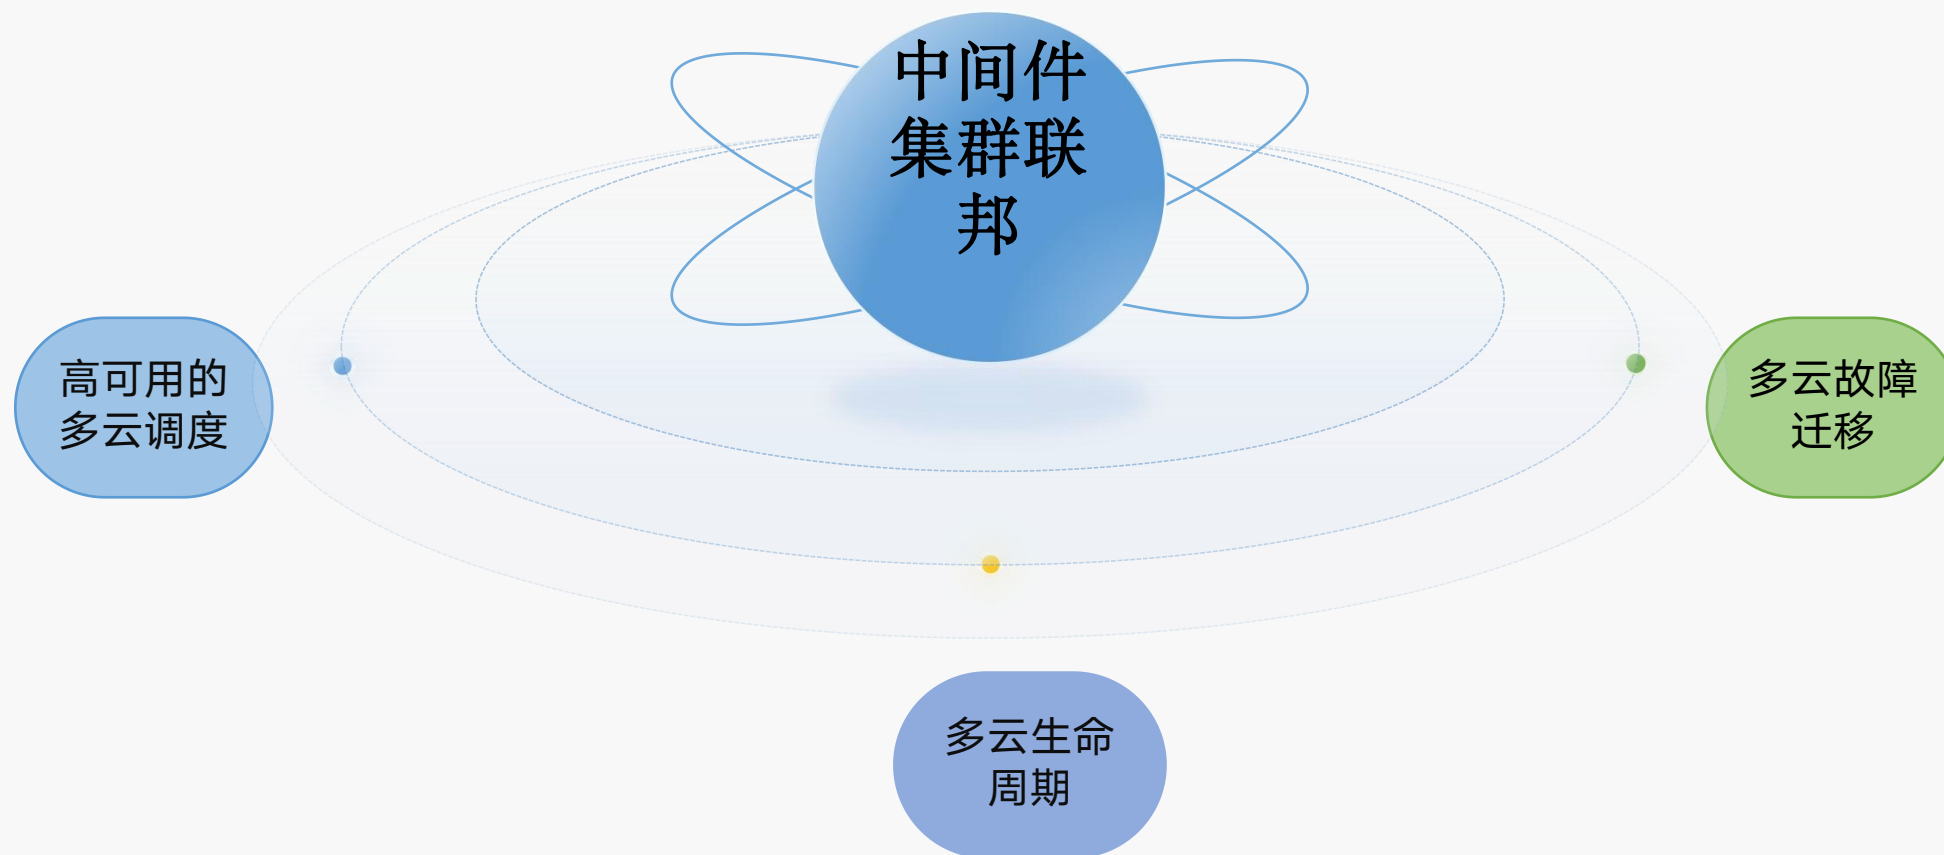 中间件
集群联
邦
高可用的
多云调度
多云故障
迁移
多云生命
周期